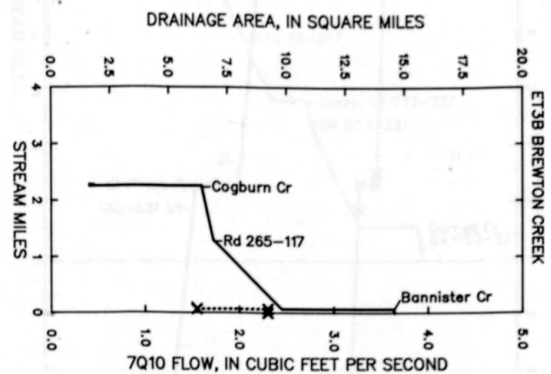 DRAINAGE AREA, IN SQUARE MILES
0.0 2.5 5.0 7.5 10.0 12.5 15.0 17.5 20.0
4
3
2
1
0
STREAM MILES
ET3B BREWTON CREEK
Cogburn Cr
Rd 265-117
Bannister Cr
0.0 1.0 2.0 3.0 4.0 5.0
7Q10 FLOW, IN CUBIC FEET PER SECOND